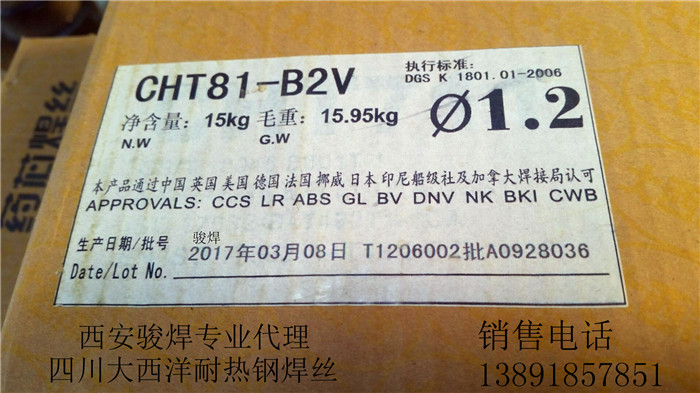 药芯焊丝
CHT81-B2V
执行标准:
DGS K 1801.01-2006
净含量: 15kg 毛重: 15.95kg
N.W G.W
Ø1.2
本产品通过中国 英国 美国 德国 法国 挪威 日本 印尼船级社及加拿大焊接局认可
APPROVALS: CCS LR ABS GL BV DNV NK BKI CWB
生产日期/批号
骏焊
2017年03月08日 T1206002批A0928036
Date/Lot No.
西安骏焊专业代理
四川大西洋耐热钢焊丝
销售电话
13891857851